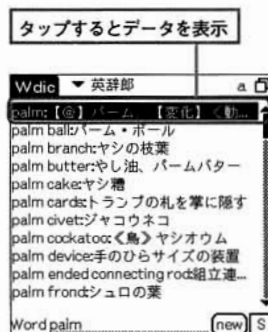 タップするとデータを表示
Wdic ▼ 英辞郎 a
palm:【@】パーム、【変化】《動...
palm ball:パーム・ボール
palm branch:ヤシの枝葉
palm butter:やし油、パームバター
palm cake:ヤシ糟
palm cards:トランプの札を掌に隠す
palm civet:ジャコウネコ
palm cockatoo:《鳥》ヤシオウム
palm device:手のひらサイズの装置
palm ended connecting rod:組立連...
palm frond:シュロの葉
Word palm new S